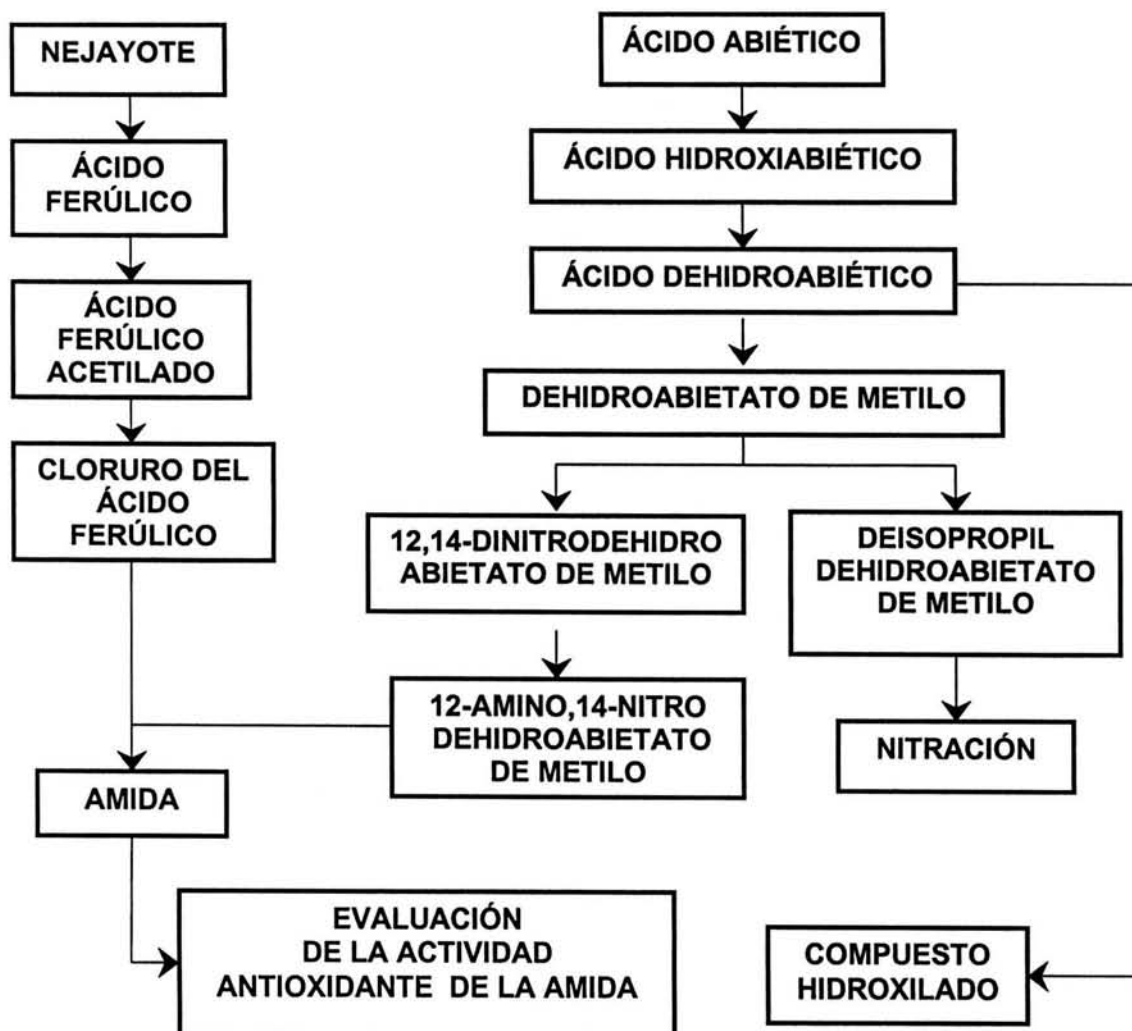 NEJAYOTE
ÁCIDO
FERÚLICO
ÁCIDO
FERÚLICO
ACETILADO
CLORURO DEL
ÁCIDO
FERÚLICO
AMIDA
ÁCIDO ABIÉTICO
ÁCIDO HIDROXIABIÉTICO
ÁCIDO DEHIDROABIÉTICO
DEHIDROABIETATO DE METILO
12,14-DINITRODEHIDRO
ABIETATO DE METILO
12-AMINO,14-NITRO
DEHIDROABIETATO
DE METILO
DEISOPROPIL
DEHIDROABIETATO
DE METILO
NITRACIÓN
EVALUACIÓN
DE LA ACTIVIDAD
ANTIOXIDANTE DE LA AMIDA
COMPUESTO
HIDROXILADO